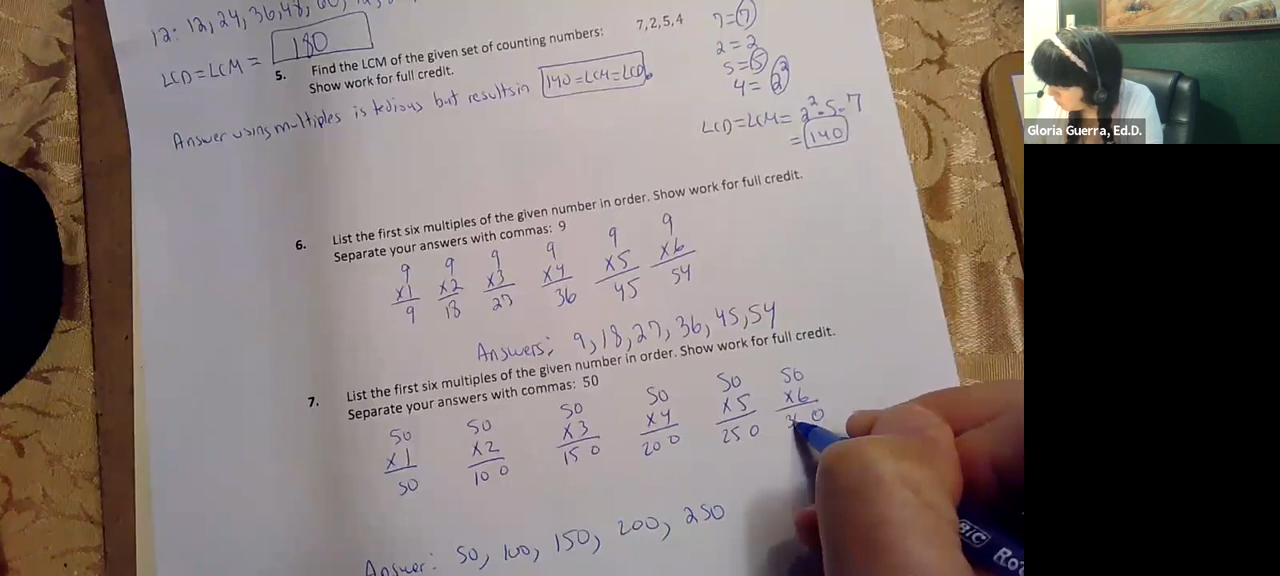 12: 12, 24, 36, 48, 60,
LCD = LCM = 180
5. Find the LCM of the given set of counting numbers: 7,2,5,4
Show work for full credit.
Answer using multiples is tedious but results in 140 = LCM = LCD.
7 = 7
2 = 2
5 = 5
4 = 2²
LCD = LCM = 2² · 5 · 7
= 140
6. List the first six multiples of the given number in order. Show work for full credit.
Separate your answers with commas: 9
9 9 9 9 9 9
x1 x2 x3 x4 x5 x6
9 18 27 36 45 54
Answers: 9, 18, 27, 36, 45, 54
7. List the first six multiples of the given number in order. Show work for full credit.
Separate your answers with commas: 50
50 50 50 50 50 50
x1 x2 x3 x4 x5 x6
50 100 150 200 250 3 0
Answer: 50, 100, 150, 200, 250
Gloria Guerra, Ed.D.
BIC